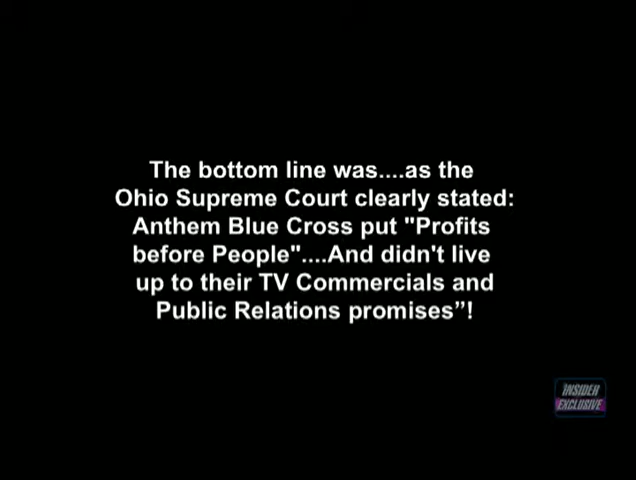 The bottom line was....as the
Ohio Supreme Court clearly stated:
Anthem Blue Cross put "Profits
before People"....And didn't live
up to their TV Commercials and
Public Relations promises”!
INSIDER
EXCLUSIVE